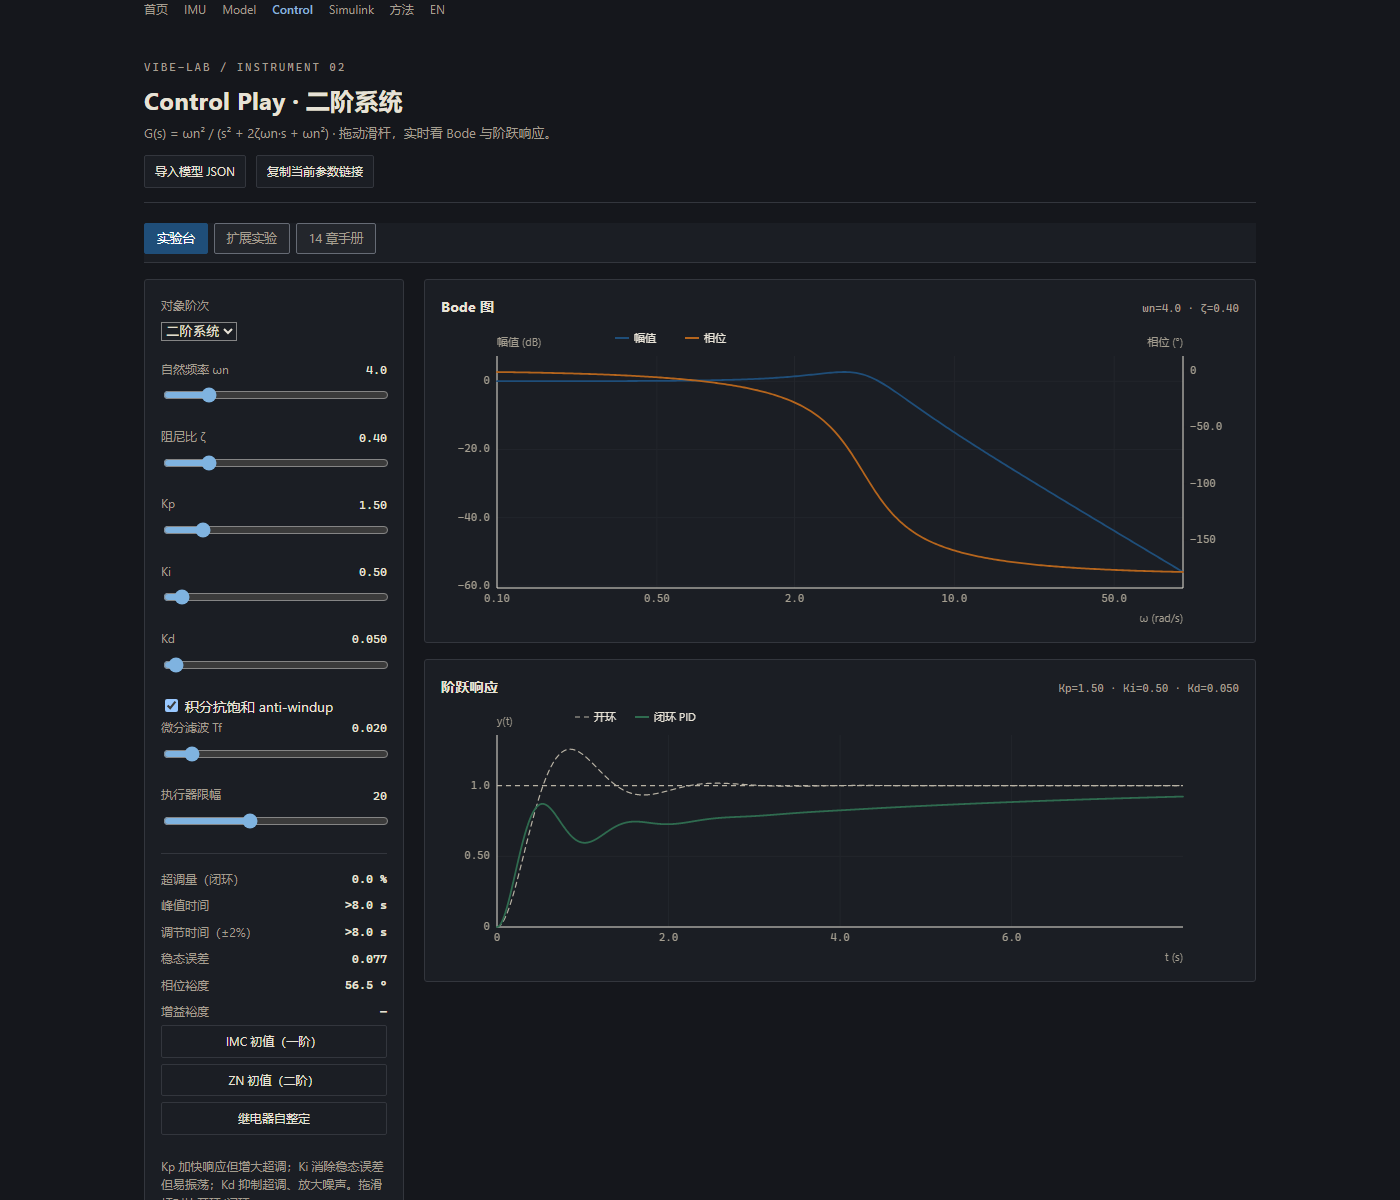 首页 IMU Model Control Simulink 方法 EN
VIBE-LAB / INSTRUMENT 02
Control Play · 二阶系统
G(s) = ωn² / (s² + 2ζωn·s + ωn²) · 拖动滑杆，实时看 Bode 与阶跃响应。
导入模型 JSON 复制当前参数链接
实验台 扩展实验 14 章手册
对象阶次
二阶系统
自然频率 ωn 4.0
阻尼比 ζ 0.40
Kp 1.50
Ki 0.50
Kd 0.050
积分抗饱和 anti-windup
微分滤波 Tf 0.020
执行器限幅 20
超调量（闭环） 0.0 %
峰值时间 >8.0 s
调节时间（±2%） >8.0 s
稳态误差 0.077
相位裕度 56.5 °
增益裕度 —
IMC 初值（一阶）
ZN 初值（二阶）
继电器自整定
Kp 加快响应但增大超调；Ki 消除稳态误差
但易振荡；Kd 抑制超调、放大噪声。拖滑
Bode 图 ωn=4.0 · ζ=0.40
幅值 (dB) 幅值 相位 相位 (°)
0 0
-50.0
-20.0
-100
-40.0
-150
-60.0
0.10 0.50 2.0 10.0 50.0
ω (rad/s)
阶跃响应 Kp=1.50 · Ki=0.50 · Kd=0.050
y(t) 开环 闭环 PID
1.0
0.50
0
0 2.0 4.0 6.0
t (s)